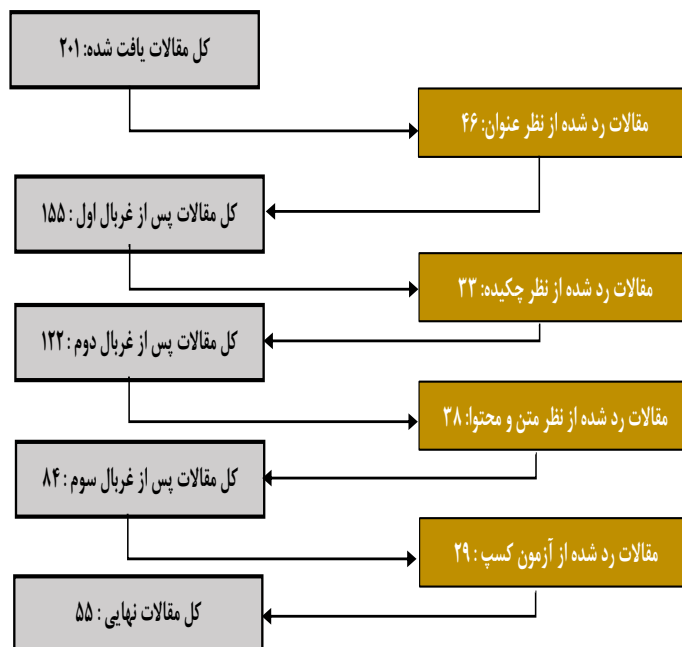 کل مقالات یافت شده: ۲۰۱
مقالات رد شده از نظر عنوان: ۴۶
کل مقالات پس از غربال اول : ۱۵۵
مقالات رد شده از نظر چکیده: ۳۳
کل مقالات پس از غربال دوم : ۱۲۲
مقالات رد شده از نظر متن و محتوا: ۳۸
کل مقالات پس از غربال سوم : ۸۴
مقالات رد شده از آزمون کسپ : ۲۹
کل مقالات نهایی : ۵۵